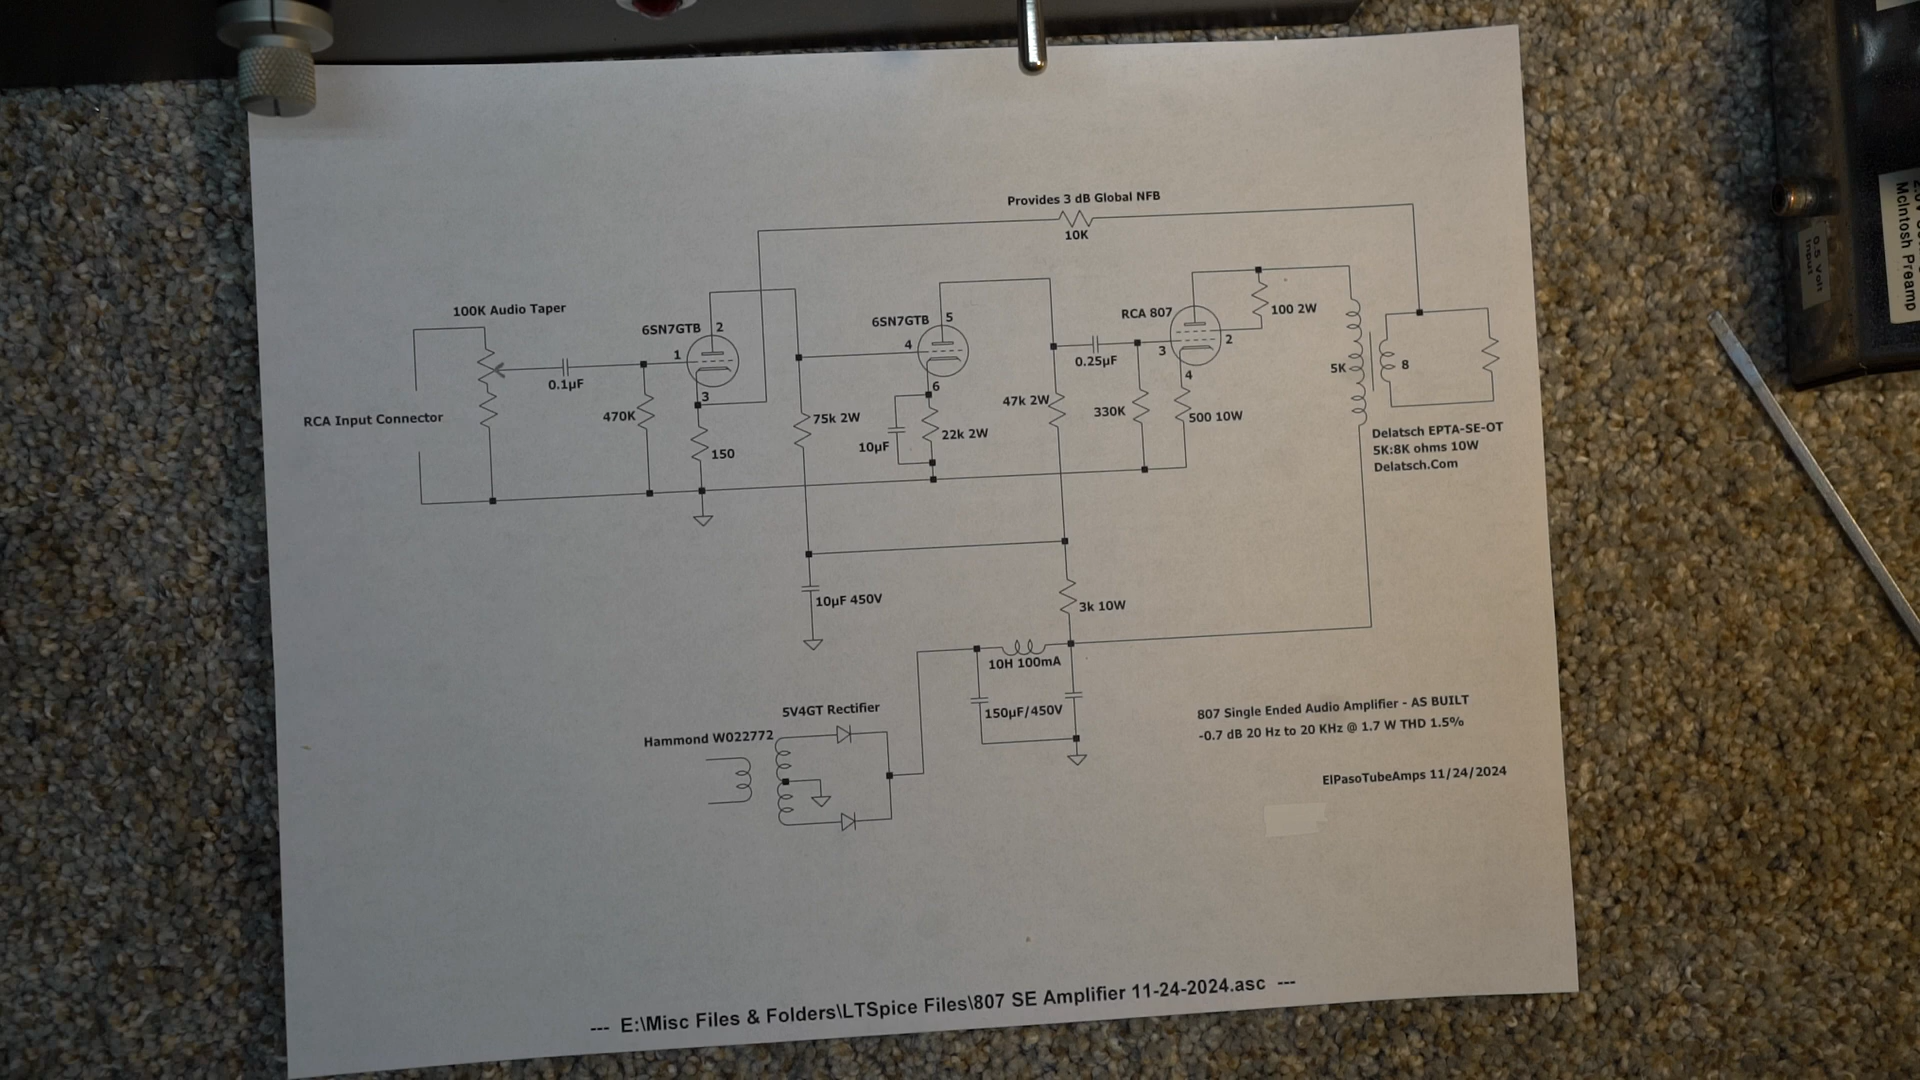 Provides 3 dB Global NFB
10K
100K Audio Taper
6SN7GTB
2
1
3
0.1µF
470K
150
RCA Input Connector
75k 2W
6SN7GTB
5
4
6
10µF
22k 2W
47k 2W
0.25µF
330K
RCA 807
3
2
4
100 2W
500 10W
5K
8
Delatsch EPTA-SE-OT
5K:8K ohms 10W
Delatsch.Com
10µF 450V
3k 10W
10H 100mA
150µF/450V
5V4GT Rectifier
Hammond W022772
807 Single Ended Audio Amplifier - AS BUILT
-0.7 dB 20 Hz to 20 KHz @ 1.7 W THD 1.5%
ElPasoTubeAmps 11/24/2024
--- E:\Misc Files & Folders\LTSpice Files\807 SE Amplifier 11-24-2024.asc ---
0.5 Volt
Input
McIntosh Preamp